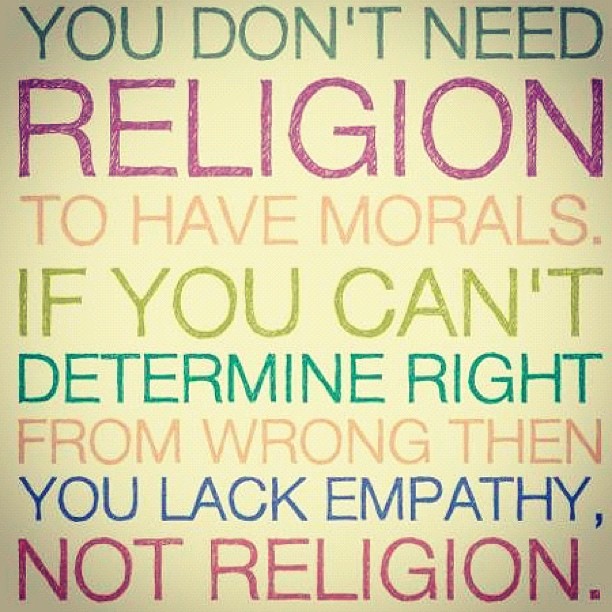 YOU DON'T NEED
RELIGION
TO HAVE MORALS.
IF YOU CAN'T
DETERMINE RIGHT
FROM WRONG THEN
YOU LACK EMPATHY,
NOT RELIGION.